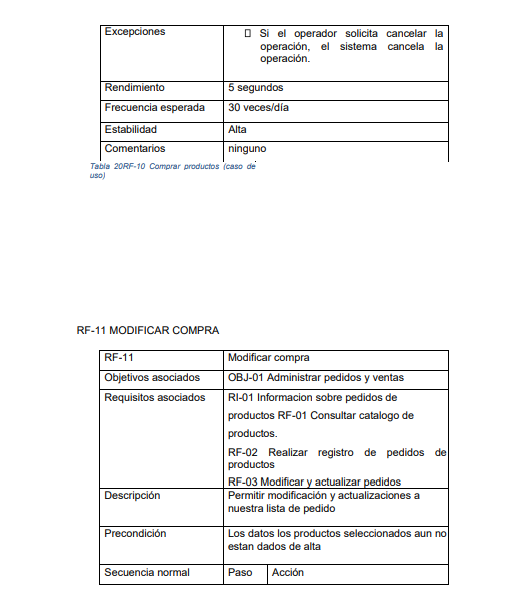 Excepciones
Si el operador solicita cancelar la
operación, el sistema cancela la
operación.
Rendimiento 5 segundos
Frecuencia esperada 30 veces/día
Estabilidad Alta
Comentarios ninguno
Tabla 20RF-10 Comprar productos (caso de
uso)
RF-11 MODIFICAR COMPRA
RF-11 Modificar compra
Objetivos asociados OBJ-01 Administrar pedidos y ventas
Requisitos asociados RI-01 Informacion sobre pedidos de
productos RF-01 Consultar catalogo de
productos.
RF-02 Realizar registro de pedidos de
productos
RF-03 Modificar y actualizar pedidos
Descripción Permitir modificación y actualizaciones a
nuestra lista de pedido
Precondición Los datos los productos seleccionados aun no
estan dados de alta
Secuencia normal Paso Acción